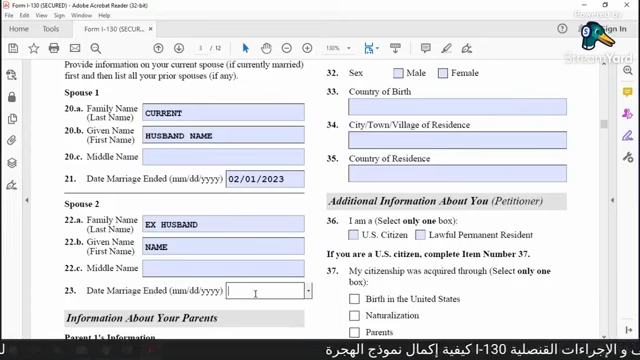 Form I-130 (SECURED) - Adobe Acrobat Reader (32-bit)
File Edit View Sign Window Help
Home Tools Form I-130 (SECURED)... × Sign In
3 / 12 130%
Powered by
StreamYard
Provide information on your current spouse (if currently married)
first and then list all your prior spouses (if any).
Spouse 1
20.a. Family Name (Last Name) CURRENT
20.b. Given Name (First Name) HUSBAND NAME
20.c. Middle Name
21. Date Marriage Ended (mm/dd/yyyy) 02/01/2023
Spouse 2
22.a. Family Name (Last Name) EX HUSBAND
22.b. Given Name (First Name) NAME
22.c. Middle Name
23. Date Marriage Ended (mm/dd/yyyy)
Information About Your Parents
Parent 1's Information
32. Sex Male Female
33. Country of Birth
34. City/Town/Village of Residence
35. Country of Residence
Additional Information About You (Petitioner)
36. I am a (Select only one box):
U.S. Citizen Lawful Permanent Resident
If you are a U.S. citizen, complete Item Number 37.
37. My citizenship was acquired through (Select only one box):
Birth in the United States
Naturalization
Parents
و الإجراءات القنصلية I-130 كيفية إكمال نموذج الهجرة